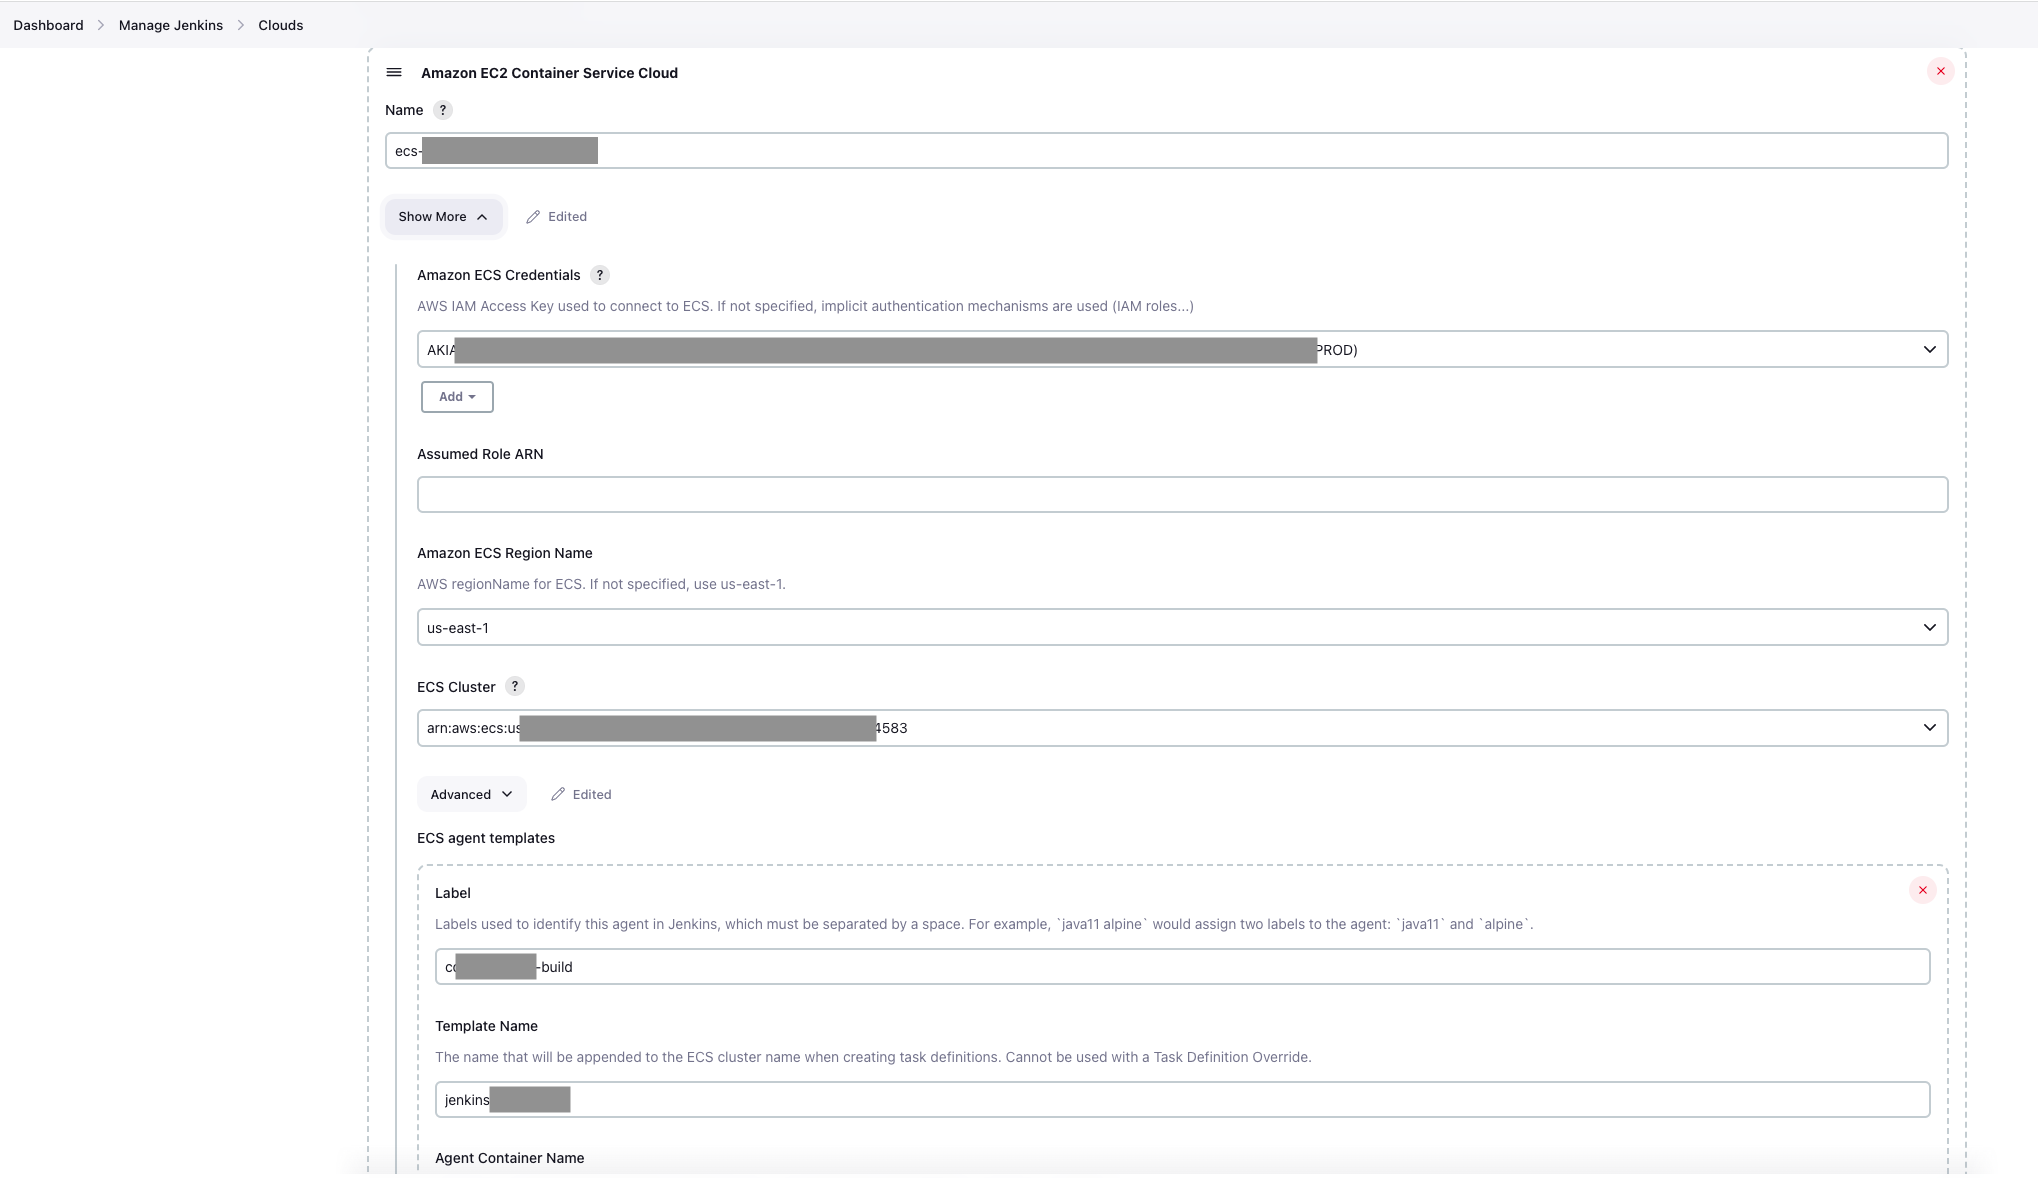 Dashboard > Manage Jenkins > Clouds
Amazon EC2 Container Service Cloud
Name ?
ecs-
Show More Edited
Amazon ECS Credentials ?
AWS IAM Access Key used to connect to ECS. If not specified, implicit authentication mechanisms are used (IAM roles...)
AKIA PROD)
Add
Assumed Role ARN
Amazon ECS Region Name
AWS regionName for ECS. If not specified, use us-east-1.
us-east-1
ECS Cluster ?
arn:aws:ecs:us 4583
Advanced Edited
ECS agent templates
Label
Labels used to identify this agent in Jenkins, which must be separated by a space. For example, `java11 alpine` would assign two labels to the agent: `java11` and `alpine`.
co -build
Template Name
The name that will be appended to the ECS cluster name when creating task definitions. Cannot be used with a Task Definition Override.
jenkins
Agent Container Name